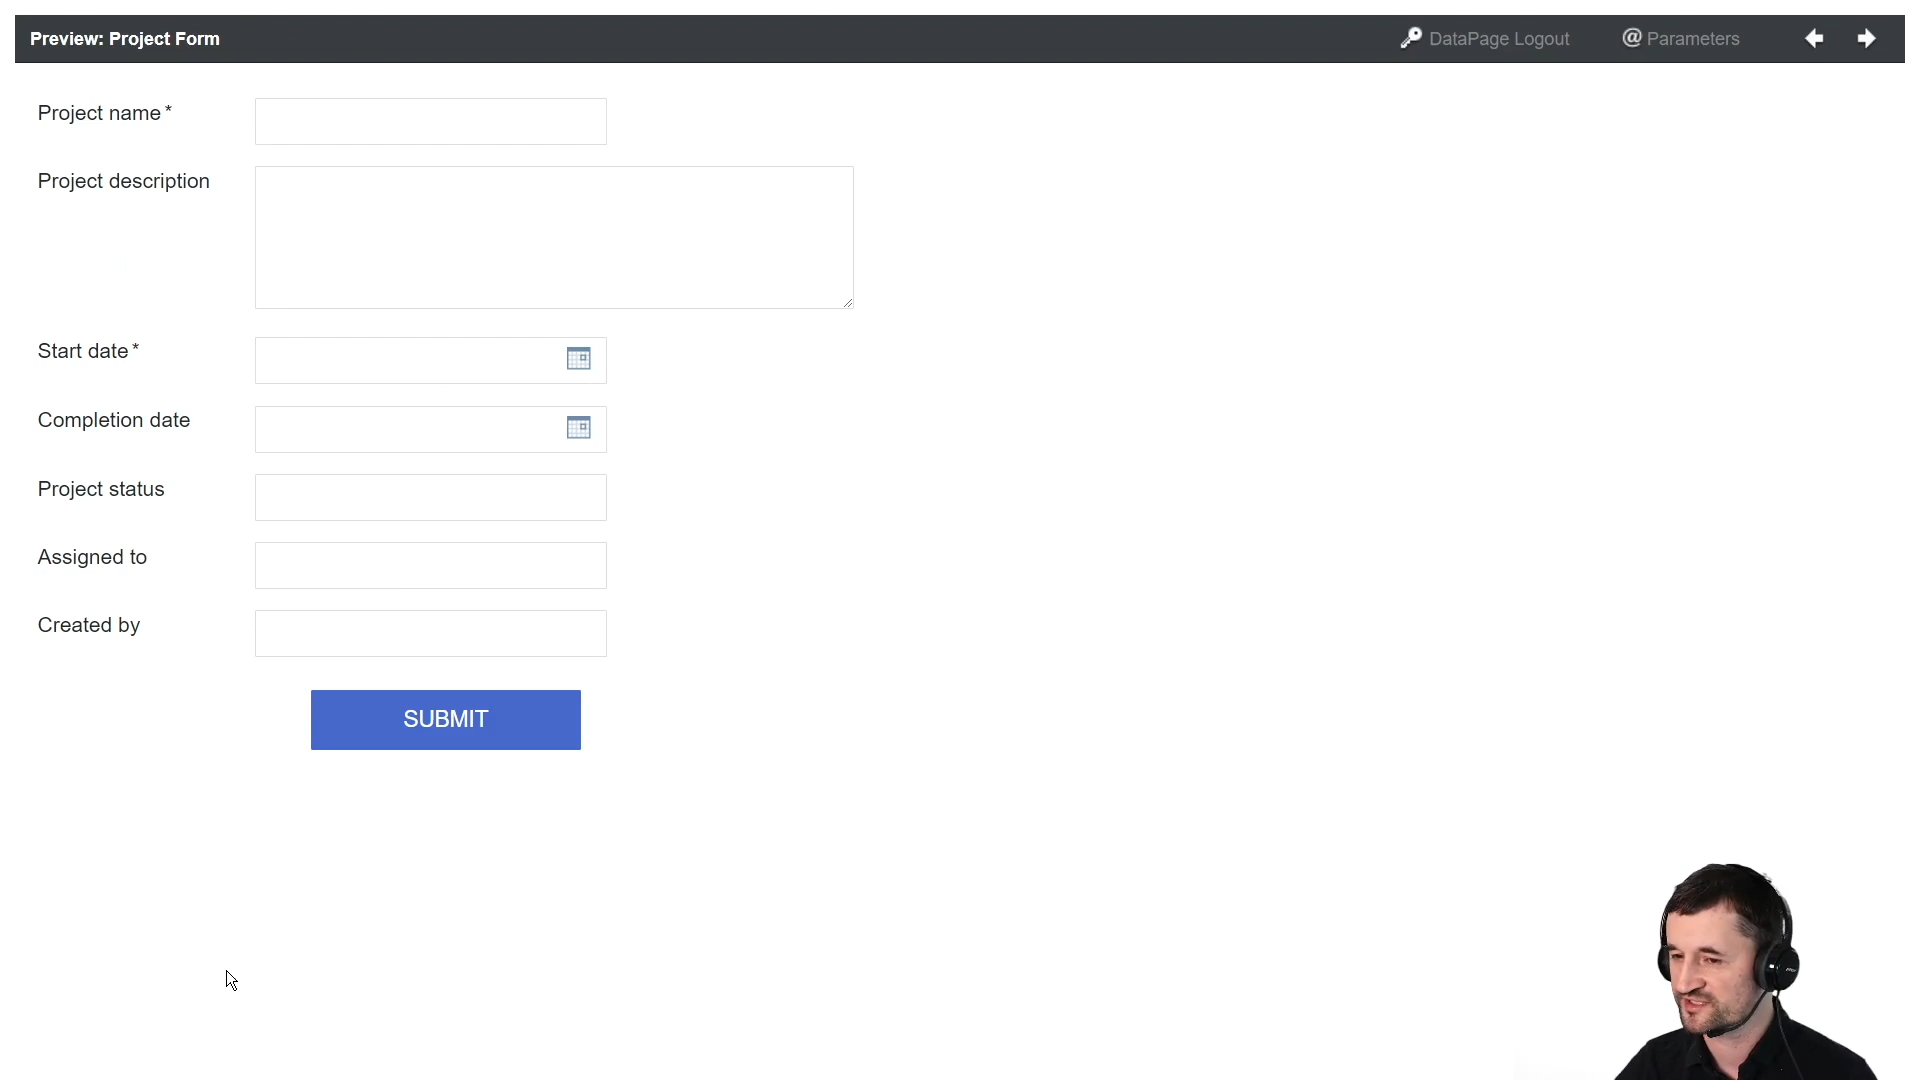 Preview: Project Form
DataPage Logout
@ Parameters
Project name *
Project description
Start date *
Completion date
Project status
Assigned to
Created by
SUBMIT